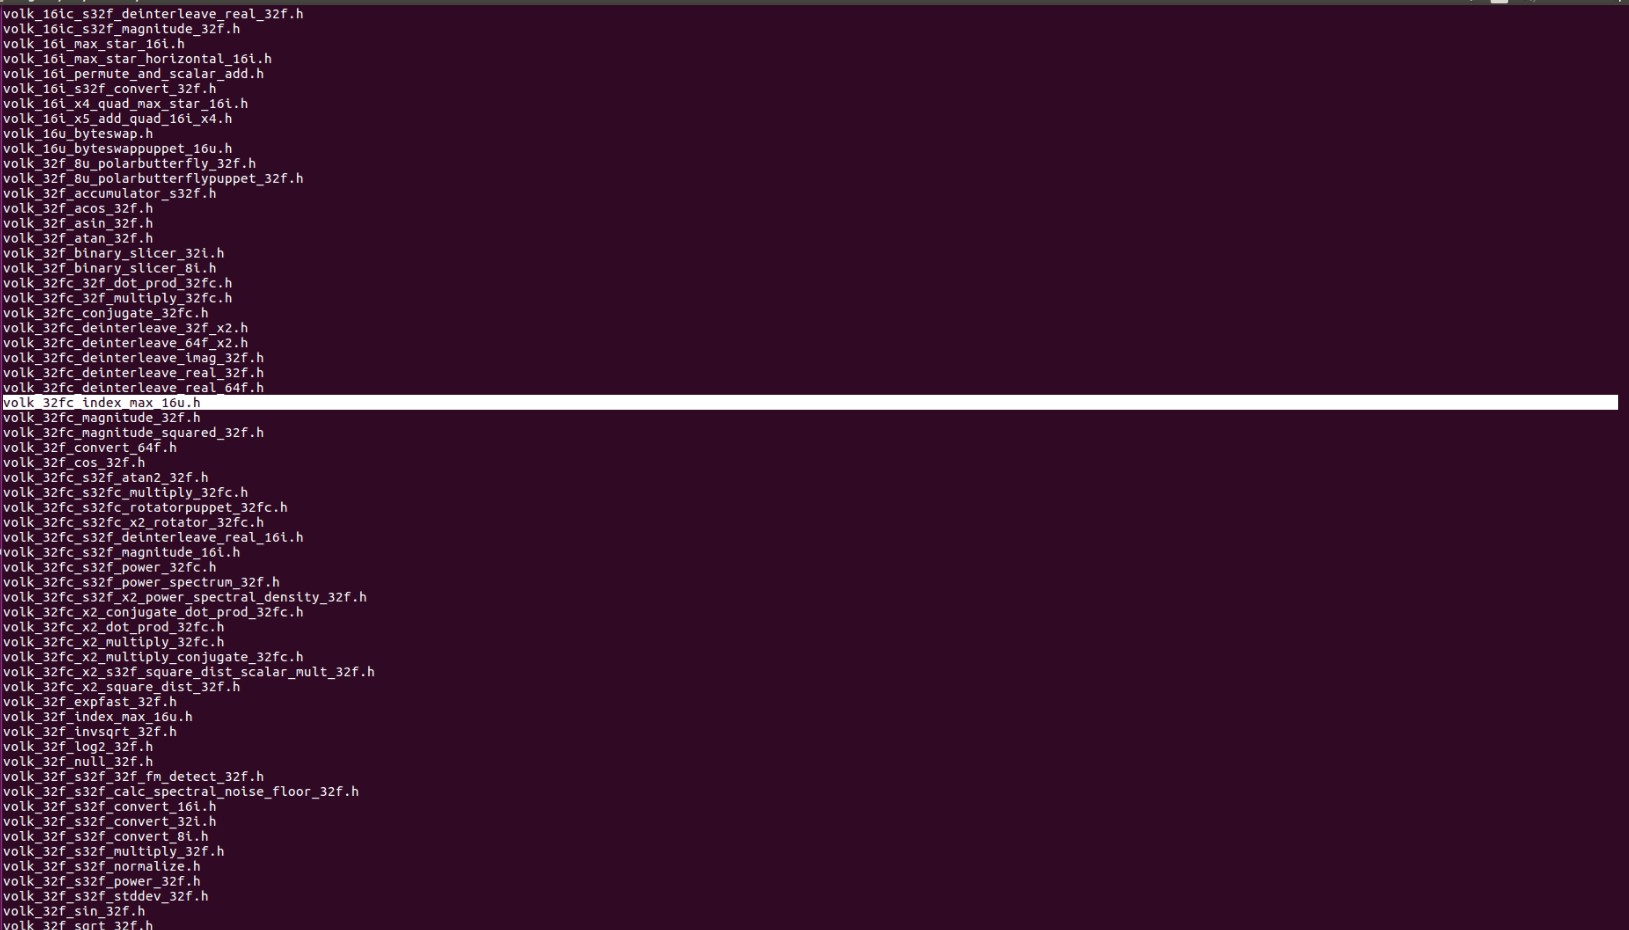 volk_16ic_s32f_deinterleave_real_32f.h
volk_16ic_s32f_magnitude_32f.h
volk_16i_max_star_16i.h
volk_16i_max_star_horizontal_16i.h
volk_16i_permute_and_scalar_add.h
volk_16i_s32f_convert_32f.h
volk_16i_x4_quad_max_star_16i.h
volk_16i_x5_add_quad_16i_x4.h
volk_16u_byteswap.h
volk_16u_byteswappuppet_16u.h
volk_32f_8u_polarbutterfly_32f.h
volk_32f_8u_polarbutterflypuppet_32f.h
volk_32f_accumulator_s32f.h
volk_32f_acos_32f.h
volk_32f_asin_32f.h
volk_32f_atan_32f.h
volk_32f_binary_slicer_32i.h
volk_32f_binary_slicer_8i.h
volk_32fc_32f_dot_prod_32fc.h
volk_32fc_32f_multiply_32fc.h
volk_32fc_conjugate_32fc.h
volk_32fc_deinterleave_32f_x2.h
volk_32fc_deinterleave_64f_x2.h
volk_32fc_deinterleave_imag_32f.h
volk_32fc_deinterleave_real_32f.h
volk_32fc_deinterleave_real_64f.h
volk_32fc_index_max_16u.h
volk_32fc_magnitude_32f.h
volk_32fc_magnitude_squared_32f.h
volk_32f_convert_64f.h
volk_32f_cos_32f.h
volk_32fc_s32f_atan2_32f.h
volk_32fc_s32fc_multiply_32fc.h
volk_32fc_s32fc_rotatorpuppet_32fc.h
volk_32fc_s32fc_x2_rotator_32fc.h
volk_32fc_s32f_deinterleave_real_16i.h
volk_32fc_s32f_magnitude_16i.h
volk_32fc_s32f_power_32fc.h
volk_32fc_s32f_power_spectrum_32f.h
volk_32fc_s32f_x2_power_spectral_density_32f.h
volk_32fc_x2_conjugate_dot_prod_32fc.h
volk_32fc_x2_dot_prod_32fc.h
volk_32fc_x2_multiply_32fc.h
volk_32fc_x2_multiply_conjugate_32fc.h
volk_32fc_x2_s32f_square_dist_scalar_mult_32f.h
volk_32fc_x2_square_dist_32f.h
volk_32f_expfast_32f.h
volk_32f_index_max_16u.h
volk_32f_invsqrt_32f.h
volk_32f_log2_32f.h
volk_32f_null_32f.h
volk_32f_s32f_32f_fm_detect_32f.h
volk_32f_s32f_calc_spectral_noise_floor_32f.h
volk_32f_s32f_convert_16i.h
volk_32f_s32f_convert_32i.h
volk_32f_s32f_convert_8i.h
volk_32f_s32f_multiply_32f.h
volk_32f_s32f_normalize.h
volk_32f_s32f_power_32f.h
volk_32f_s32f_stddev_32f.h
volk_32f_sin_32f.h
volk_32f_sqrt_32f.h